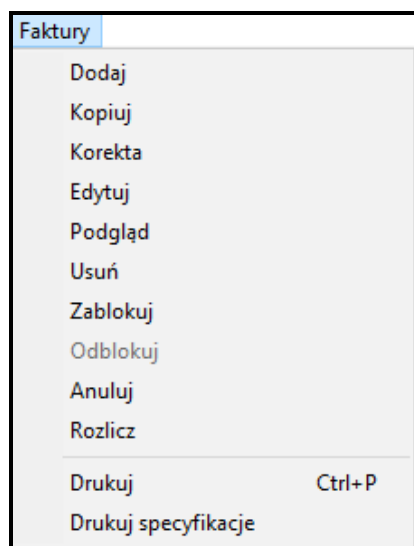 Faktury
Dodaj
Kopiuj
Korekta
Edytuj
Podgląd
Usuń
Zablokuj
Odblokuj
Anuluj
Rozlicz
Drukuj Ctrl+P
Drukuj specyfikacje